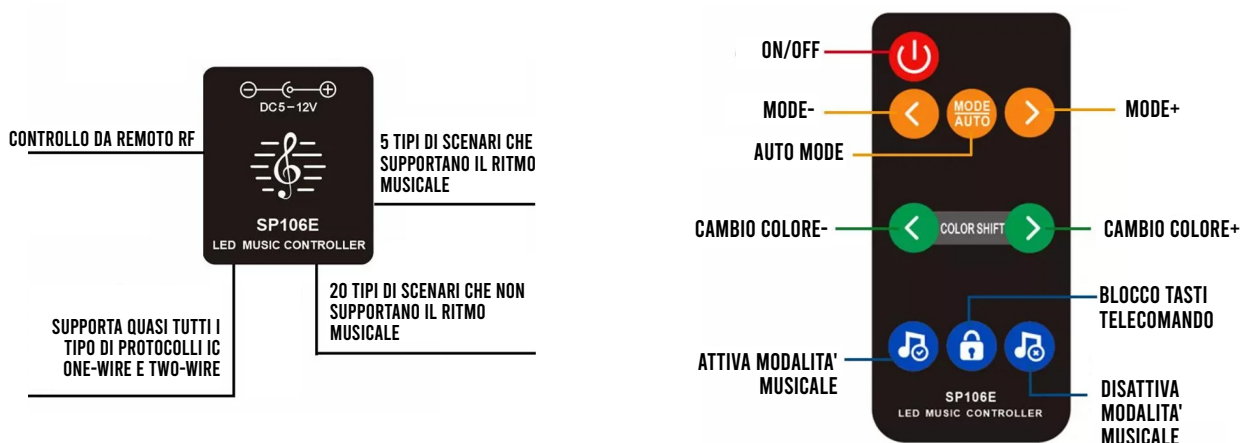 DC5-12V
CONTROLLO DA REMOTO RF
5 TIPI DI SCENARI CHE
SUPPORTANO IL RITMO
MUSICALE
SP106E
LED MUSIC CONTROLLER
20 TIPI DI SCENARI CHE NON
SUPPORTANO IL RITMO
MUSICALE
SUPPORTA QUASI TUTTI I
TIPO DI PROTOCOLLI IC
ONE-WIRE E TWO-WIRE
ON/OFF
MODE-
MODE
AUTO
MODE+
AUTO MODE
CAMBIO COLORE-
COLOR SHIFT
CAMBIO COLORE+
BLOCCO TASTI
TELECOMANDO
ATTIVA MODALITA'
MUSICALE
SP106E
LED MUSIC CONTROLLER
DISATTIVA
MODALITA'
MUSICALE